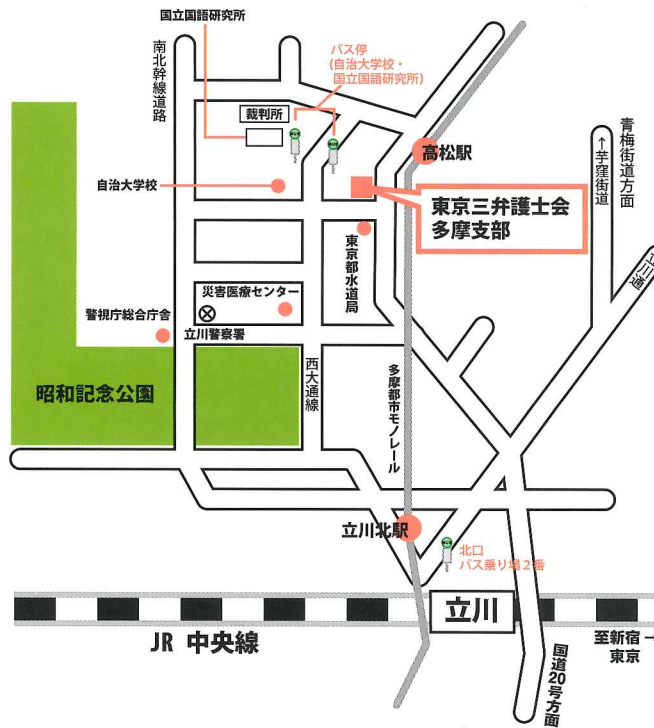 国立国語研究所
南北幹線道路
バス停
(自治大学校・
国立国語研究所)
裁判所
BUS
BUS
高松駅
青梅街道方面
↑芋窪街道
自治大学校
東京三弁護士会
多摩支部
立川通
東京都水道局
災害医療センター
警視庁総合庁舎
立川警察署
昭和記念公園
西大通線
多摩都市モノレール
立川北駅
BUS
北口
バス乗り場2番
立川
JR 中央線
至新宿→
東京
国道20号方面